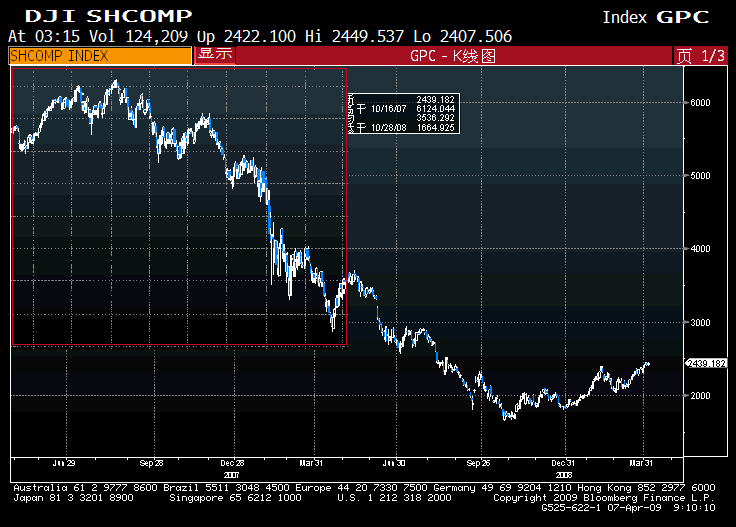 DJI SHCOMP Index GPC
At 03:15 Vol 124,209 Up 2422.100 Hi 2449.537 Lo 2407.506
SHCOMP INDEX 显示 GPC - K线图 页 1/3
2439.182
于 10/16/07 6124.044
3536.292
于 10/28/08 1664.925
6000
5000
4000
3000
2439.182
2000
Jun 29 Sep 28 Dec 28 Mar 31 Jun 30 Sep 26 Dec 31 Mar 31
2007 2008
Australia 61 2 9777 8600 Brazil 5511 3048 4500 Europe 44 20 7330 7500 Germany 49 69 9204 1210 Hong Kong 852 2977 6000
Japan 81 3 3201 8900 Singapore 65 6212 1000 U.S. 1 212 318 2000 Copyright 2009 Bloomberg Finance L.P.
G525-622-1 07-Apr-09 9:10:10